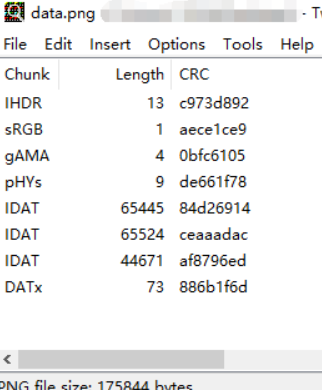 data.png - Tw
File Edit Insert Options Tools Help
Chunk Length CRC
IHDR 13 c973d892
sRGB 1 aece1ce9
gAMA 4 0bfc6105
pHYs 9 de661f78
IDAT 65445 84d26914
IDAT 65524 ceaaadac
IDAT 44671 af8796ed
DATx 73 886b1f6d
PNG file size: 175844 bytes